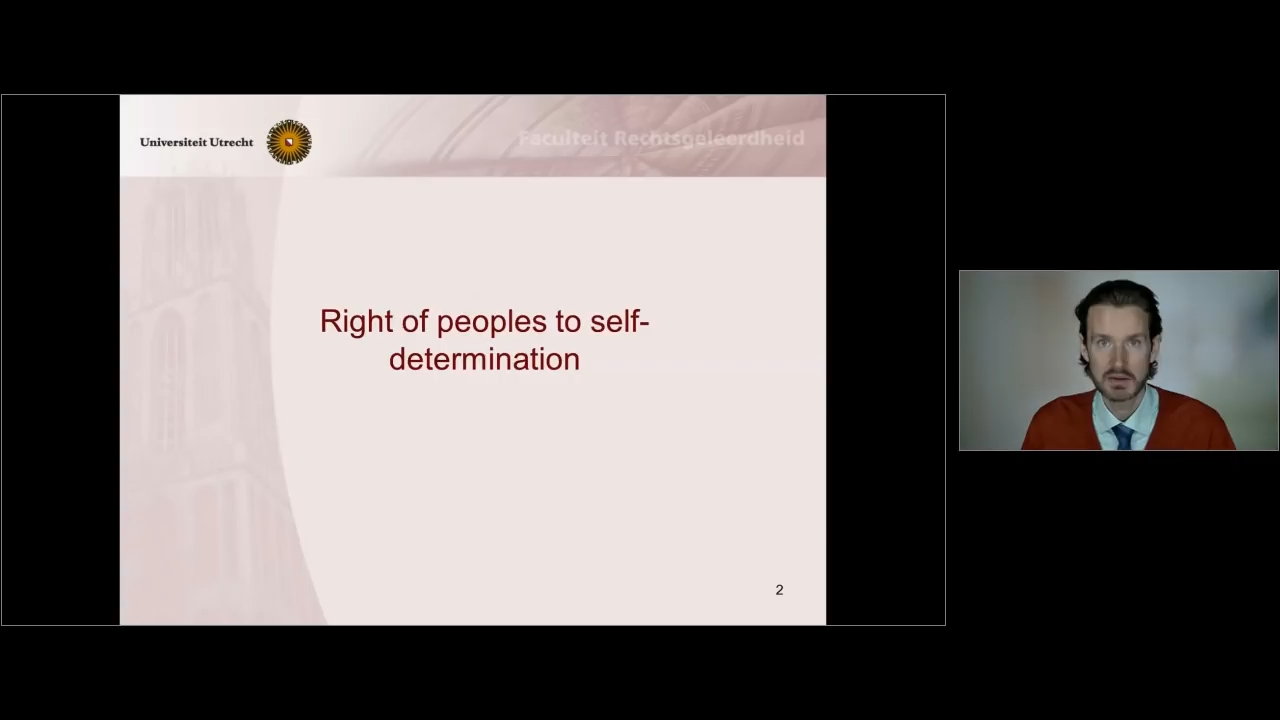 Universiteit Utrecht
Faculteit Rechtsgeleerdheid
Right of peoples to self-
determination
2